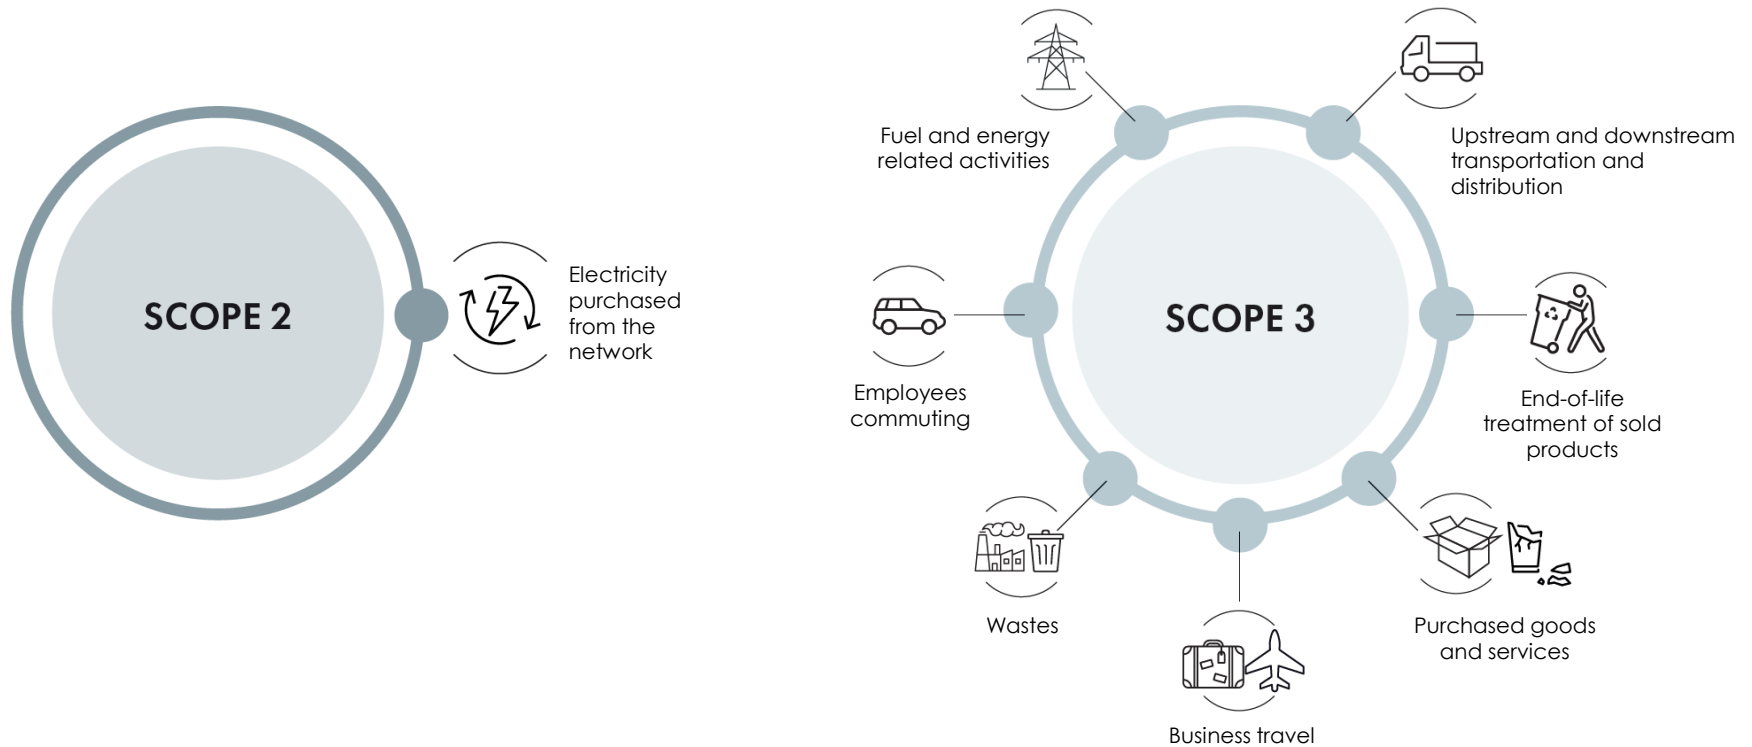 SCOPE 2
Electricity
purchased
from the
network
SCOPE 3
Fuel and energy
related activities
Upstream and downstream
transportation and
distribution
Employees
commuting
End-of-life
treatment of sold
products
Wastes
Purchased goods
and services
Business travel